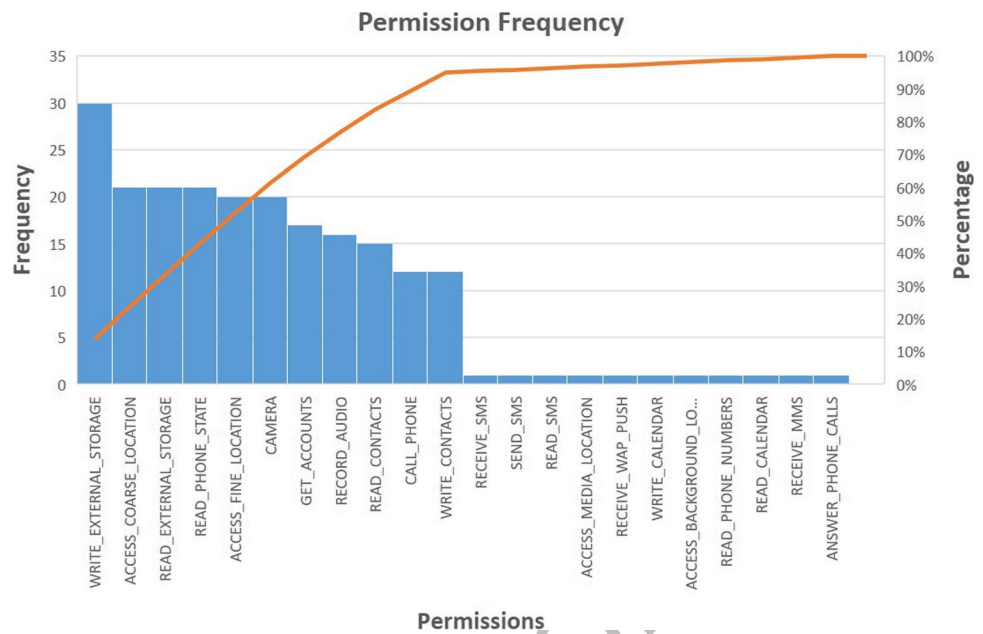 Permission Frequency
35
30
25
20
15
10
5
0
Frequency
100%
90%
80%
70%
60%
50%
40%
30%
20%
10%
0%
Percentage
WRITE_EXTERNAL_STORAGE
ACCESS_COARSE_LOCATION
READ_EXTERNAL_STORAGE
READ_PHONE_STATE
ACCESS_FINE_LOCATION
CAMERA
GET_ACCOUNTS
RECORD_AUDIO
READ_CONTACTS
CALL_PHONE
WRITE_CONTACTS
RECEIVE_SMS
SEND_SMS
READ_SMS
ACCESS_MEDIA_LOCATION
RECEIVE_WAP_PUSH
WRITE_CALENDAR
ACCESS_BACKGROUND_LO...
READ_PHONE_NUMBERS
READ_CALENDAR
RECEIVE_MMS
ANSWER_PHONE_CALLS
Permissions